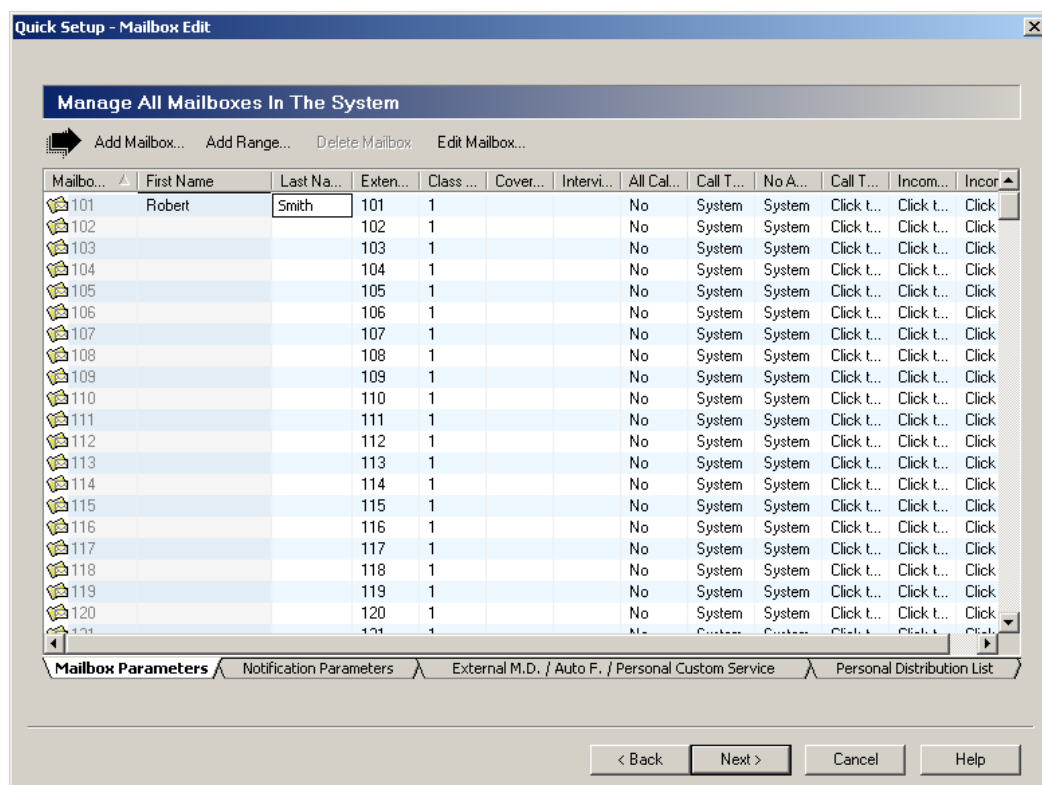 Quick Setup - Mailbox Edit
Manage All Mailboxes In The System
Add Mailbox... Add Range... Delete Mailbox Edit Mailbox...
Mailbo... First Name Last Na... Exten... Class ... Cover... Intervi... All Cal... Call T... No A... Call T... Incom... Incor
101 Robert Smith 101 1 No System System Click t... Click t... Click
102 102 1 No System System Click t... Click t... Click
103 103 1 No System System Click t... Click t... Click
104 104 1 No System System Click t... Click t... Click
105 105 1 No System System Click t... Click t... Click
106 106 1 No System System Click t... Click t... Click
107 107 1 No System System Click t... Click t... Click
108 108 1 No System System Click t... Click t... Click
109 109 1 No System System Click t... Click t... Click
110 110 1 No System System Click t... Click t... Click
111 111 1 No System System Click t... Click t... Click
112 112 1 No System System Click t... Click t... Click
113 113 1 No System System Click t... Click t... Click
114 114 1 No System System Click t... Click t... Click
115 115 1 No System System Click t... Click t... Click
116 116 1 No System System Click t... Click t... Click
117 117 1 No System System Click t... Click t... Click
118 118 1 No System System Click t... Click t... Click
119 119 1 No System System Click t... Click t... Click
120 120 1 No System System Click t... Click t... Click
121 121 1 No System System Click t... Click t... Click
Mailbox Parameters Notification Parameters External M.D. / Auto F. / Personal Custom Service Personal Distribution List
< Back Next > Cancel Help